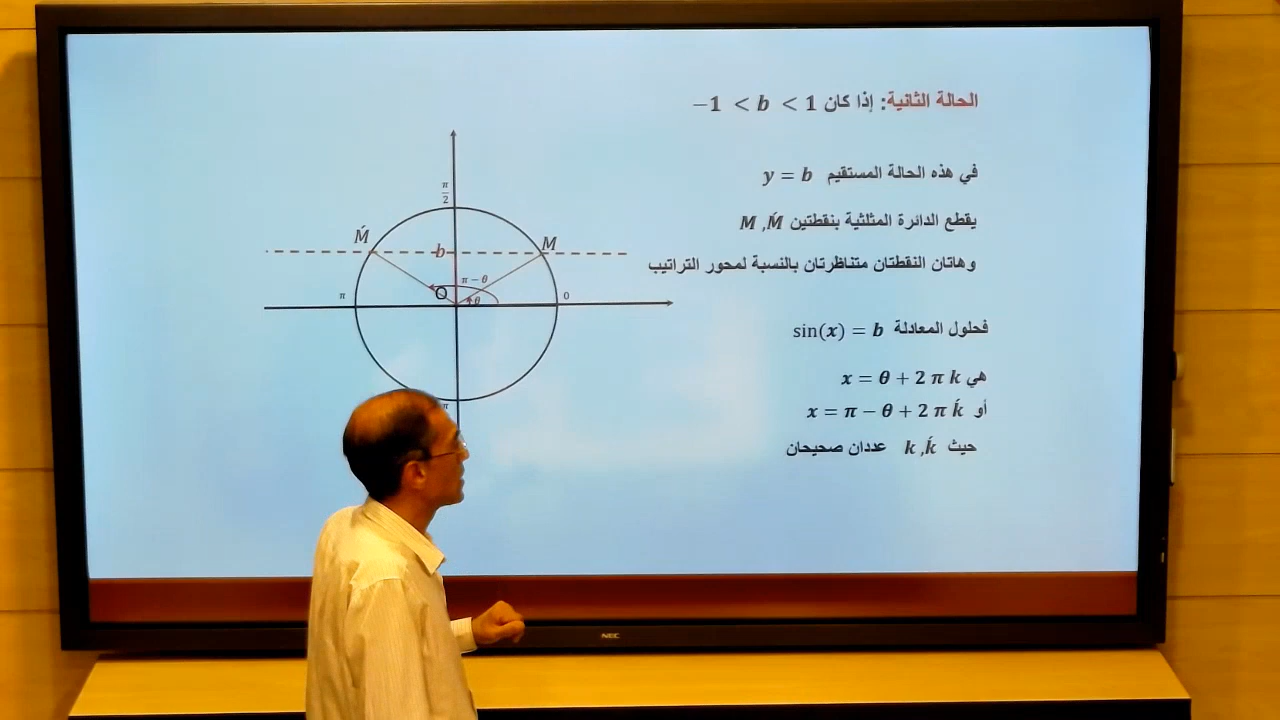 الحالة الثانية: إذا كان −1 < b < 1
في هذه الحالة المستقيم y = b
يقطع الدائرة المثلثية بنقطتين M ,Ḿ
وهاتان النقطتان متناظرتان بالنسبة لمحور التراتيب
فحلول المعادلة sin(x) = b
هي x = θ + 2 π k
أو x = π − θ + 2 π ḱ
حيث k ,ḱ عددان صحيحان
π/2
Ḿ
b
M
π − θ
π
O
θ
0
NEC